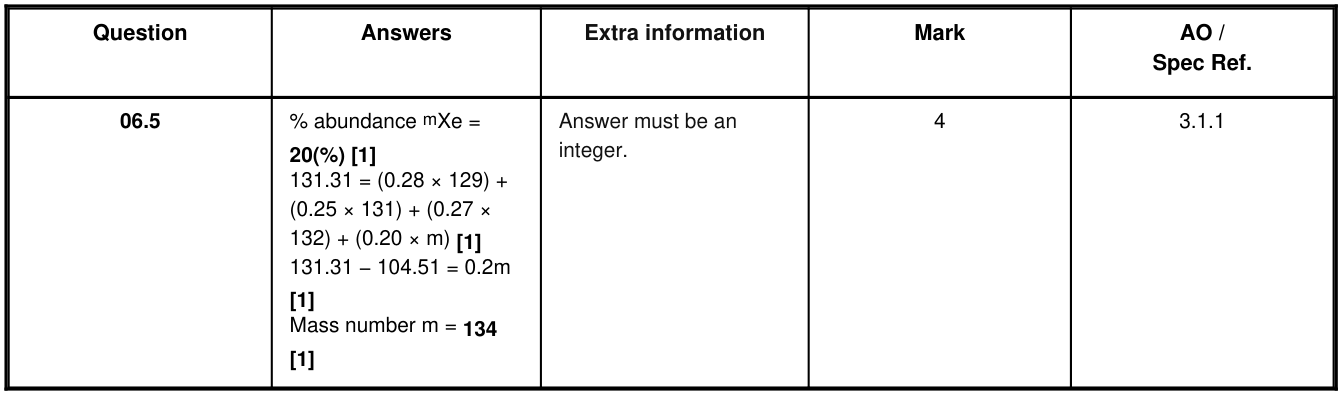 Question Answers Extra information Mark AO /
Spec Ref.
06.5 % abundance ᵐXe = Answer must be an 4 3.1.1
20(%) [1] integer.
131.31 = (0.28 × 129) +
(0.25 × 131) + (0.27 ×
132) + (0.20 × m) [1]
131.31 – 104.51 = 0.2m
[1]
Mass number m = 134
[1]